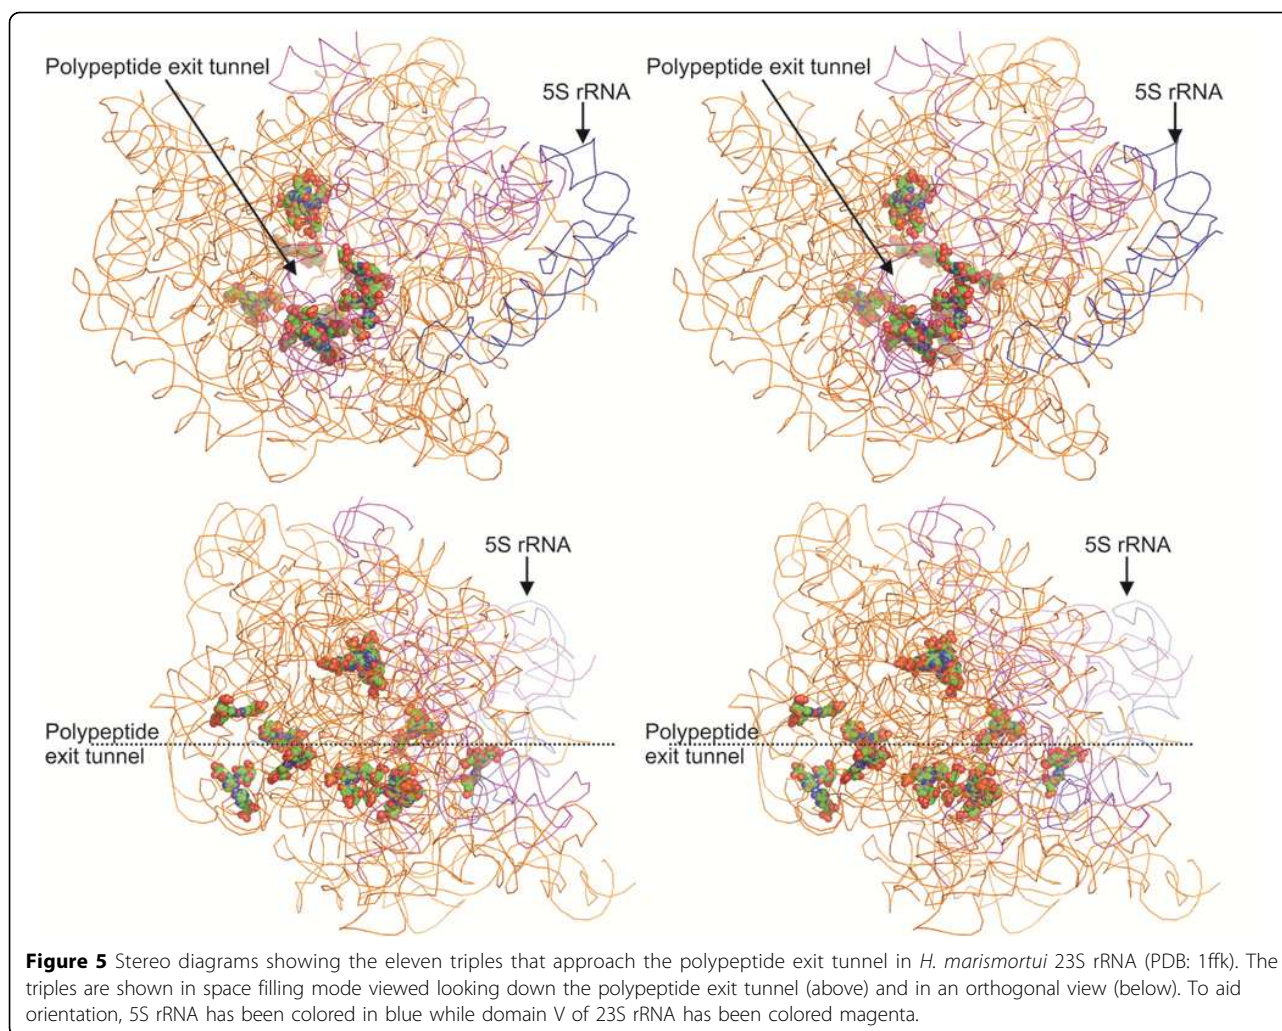 Polypeptide exit tunnel
5S rRNA
Polypeptide exit tunnel
5S rRNA
5S rRNA
Polypeptide
exit tunnel
5S rRNA
Polypeptide
exit tunnel
Figure 5 Stereo diagrams showing the eleven triples that approach the polypeptide exit tunnel in H. marismortui 23S rRNA (PDB: 1ffk). The
triples are shown in space filling mode viewed looking down the polypeptide exit tunnel (above) and in an orthogonal view (below). To aid
orientation, 5S rRNA has been colored in blue while domain V of 23S rRNA has been colored magenta.